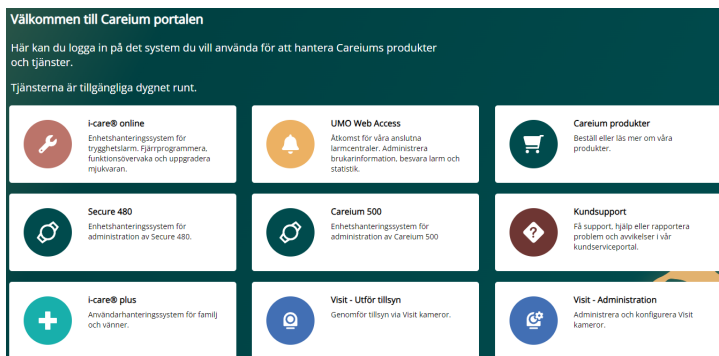 Välkommen till Careium portalen
Här kan du logga in på det system du vill använda för att hantera Careiums produkter
och tjänster.
Tjänsterna är tillgängliga dygnet runt.
i-care® online
Enhetshanteringssystem för
trygghetslarm. Fjärrprogrammera,
funktionsövervaka och uppgradera
mjukvaran.
UMO Web Access
Åtkomst för våra anslutna
larmcentraler. Administrera
brukarinformation, besvara larm och
statistik.
Careium produkter
Beställ eller läs mer om våra
produkter.
Secure 480
Enhetshanteringssystem för
administration av Secure 480.
Careium 500
Enhetshanteringssystem för
administration av Careium 500
Kundsupport
Få support, hjälp eller rapportera
problem och avvikelser i vår
kundserviceportal.
i-care® plus
Användarhanteringssystem för familj
och vänner.
Visit - Utför tillsyn
Genomför tillsyn via Visit kameror.
Visit - Administration
Administrera och konfigurera Visit
kameror.